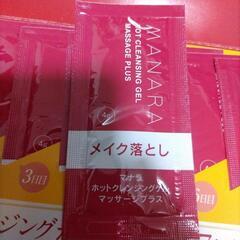 MANARA
HOT CLEANSING GEL
MASSAGE PLUS
4g
メイク落とし
マナラ
ホットクレンジングゲル
マッサージプラス
3日目
日目
ジング